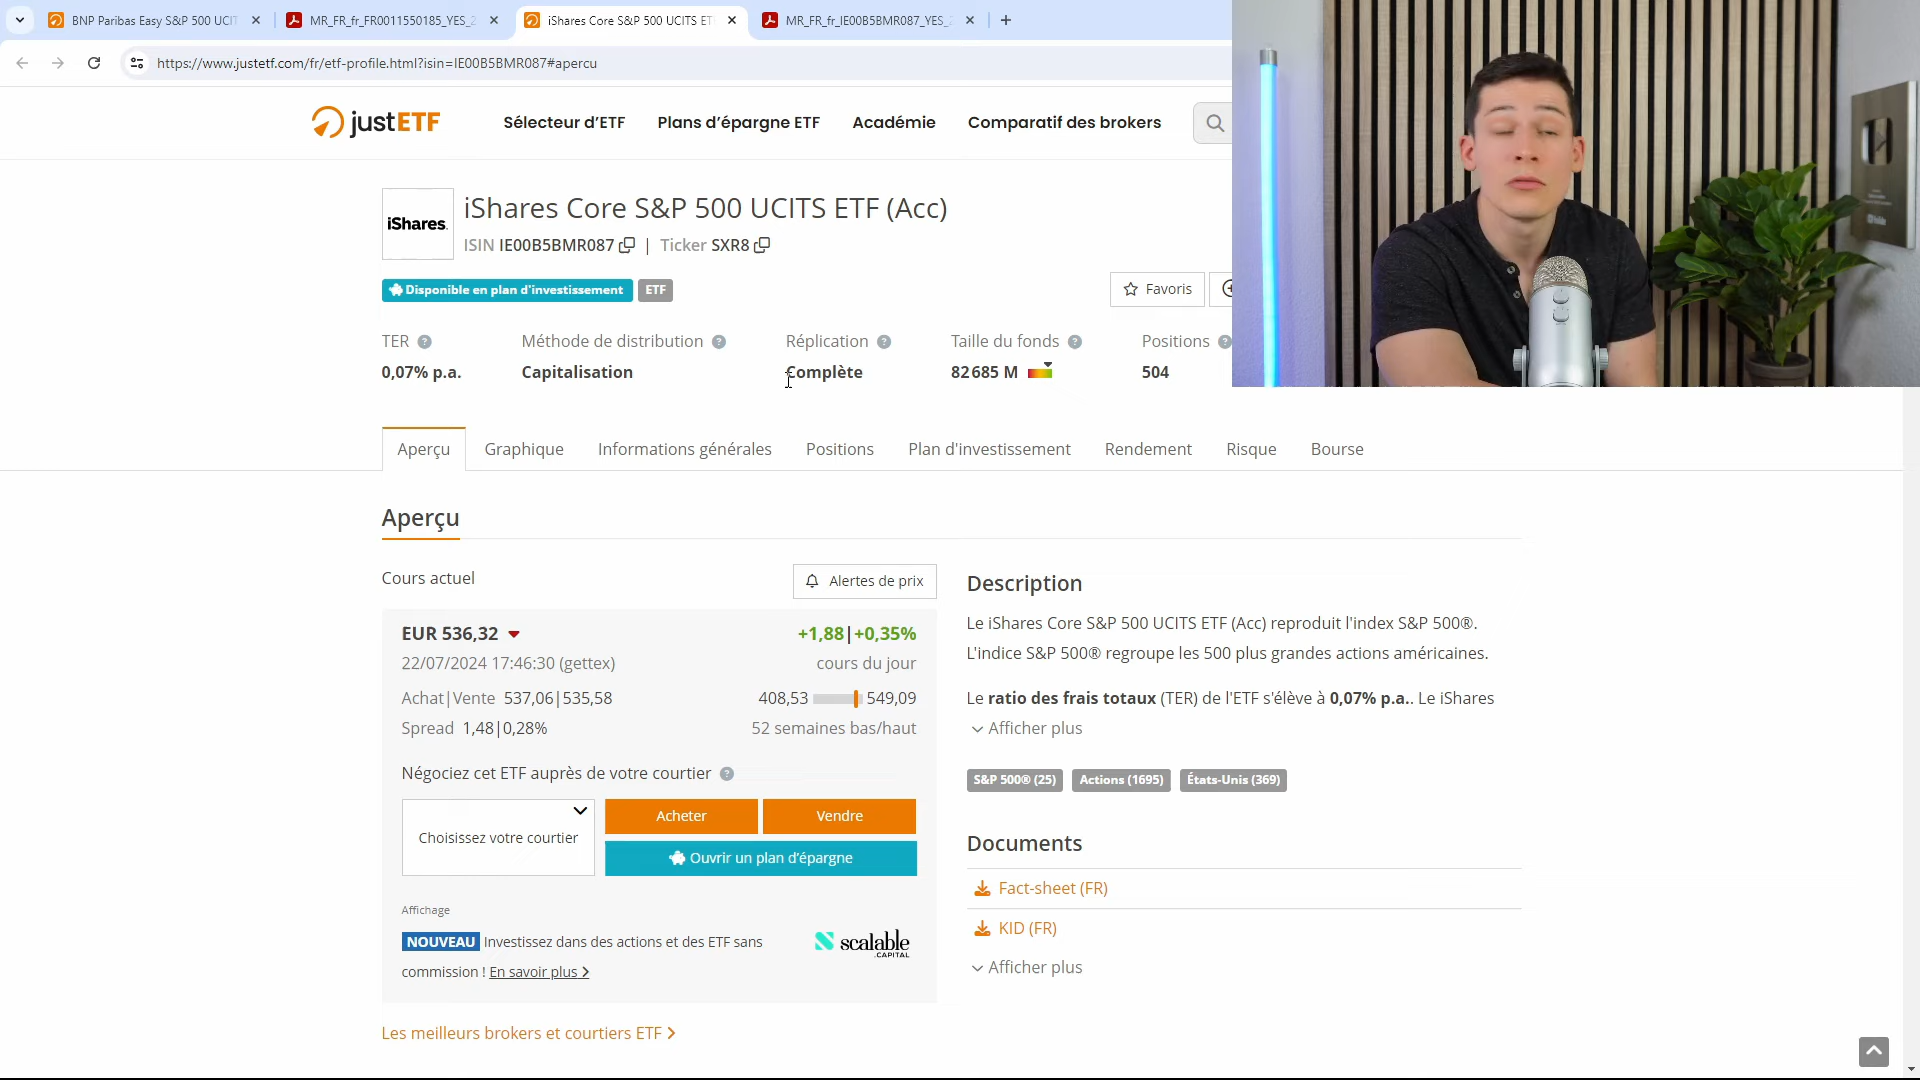 BNP Paribas Easy S&P 500 UCIT
MR_FR_fr_FR0011550185_YES_2
iShares Core S&P 500 UCITS ET
MR_FR_fr_IE00B5BMR087_YES_2
https://www.justetf.com/fr/etf-profile.html?isin=IE00B5BMR087#apercu
justETF
Sélecteur d’ETF
Plans d’épargne ETF
Académie
Comparatif des brokers
iShares.
iShares Core S&P 500 UCITS ETF (Acc)
ISIN IE00B5BMR087 | Ticker SXR8
Disponible en plan d'investissement
ETF
Favoris
TER
Méthode de distribution
Réplication
Taille du fonds
Positions
0,07% p.a.
Capitalisation
Complète
82 685 M
504
Aperçu
Graphique
Informations générales
Positions
Plan d'investissement
Rendement
Risque
Bourse
Aperçu
Cours actuel
Alertes de prix
EUR 536,32
+1,88|+0,35%
22/07/2024 17:46:30 (gettex)
cours du jour
Achat|Vente 537,06|535,58
408,53
549,09
Spread 1,48|0,28%
52 semaines bas/haut
Négociez cet ETF auprès de votre courtier
Choisissez votre courtier
Acheter
Vendre
Ouvrir un plan d’épargne
Affichage
NOUVEAU Investissez dans des actions et des ETF sans
commission ! En savoir plus
scalable
.CAPITAL
Les meilleurs brokers et courtiers ETF
Description
Le iShares Core S&P 500 UCITS ETF (Acc) reproduit l'index S&P 500®.
L'indice S&P 500® regroupe les 500 plus grandes actions américaines.
Le ratio des frais totaux (TER) de l'ETF s'élève à 0,07% p.a.. Le iShares
Afficher plus
S&P 500® (25)
Actions (1695)
États-Unis (369)
Documents
Fact-sheet (FR)
KID (FR)
Afficher plus